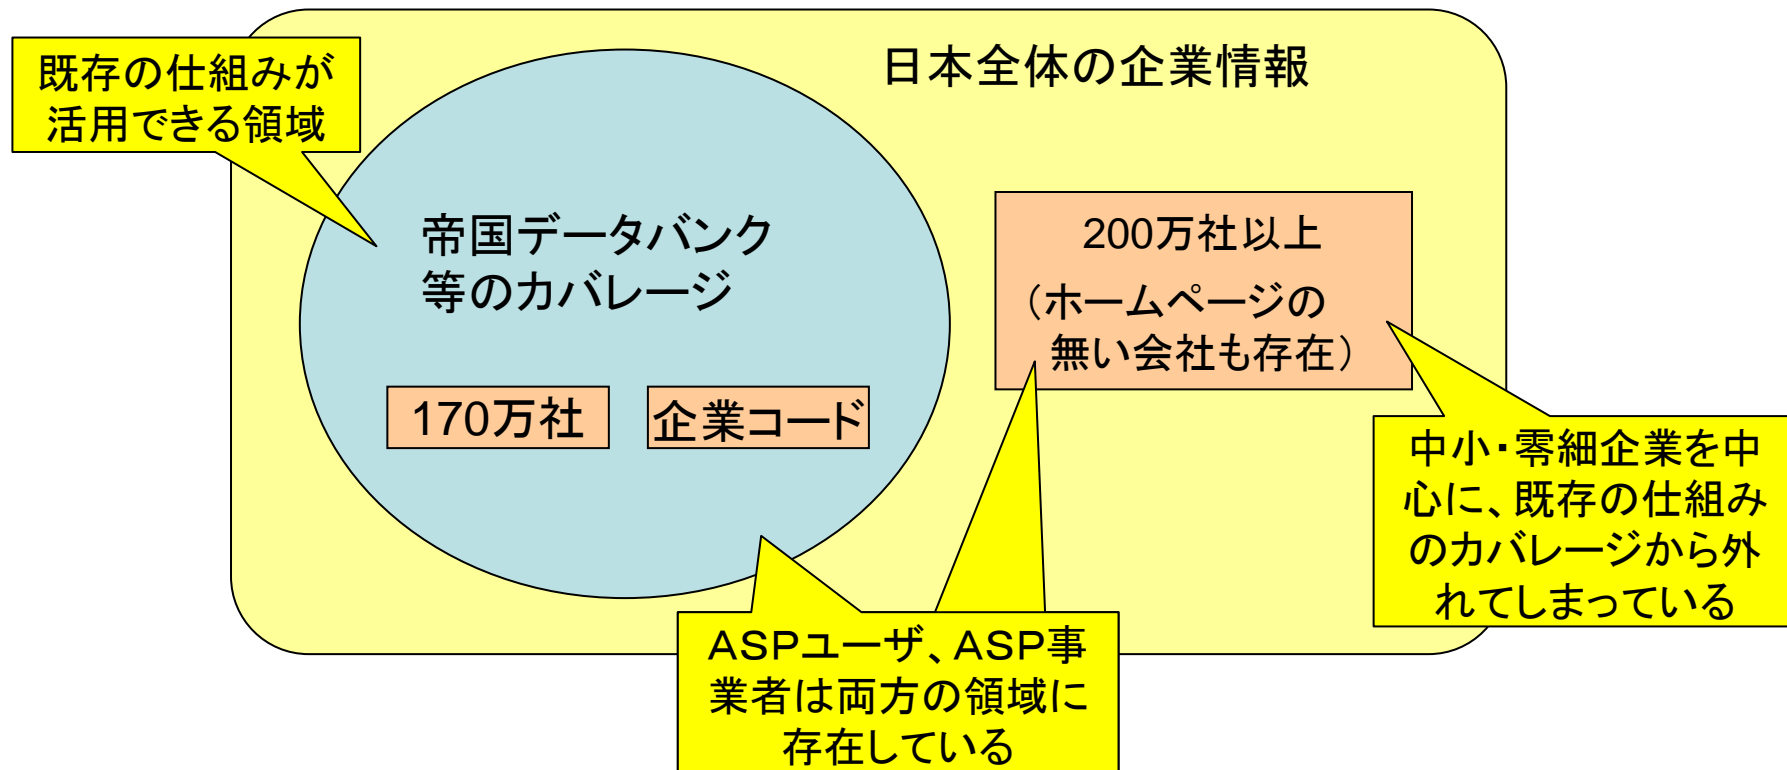 日本全体の企業情報
既存の仕組みが
活用できる領域
帝国データバンク
等のカバレージ
170万社
企業コード
200万社以上
（ホームページの
無い会社も存在）
中小・零細企業を中
心に、既存の仕組み
のカバレージから外
れてしまっている
ＡＳＰユーザ、ＡＳＰ事
業者は両方の領域に
存在している